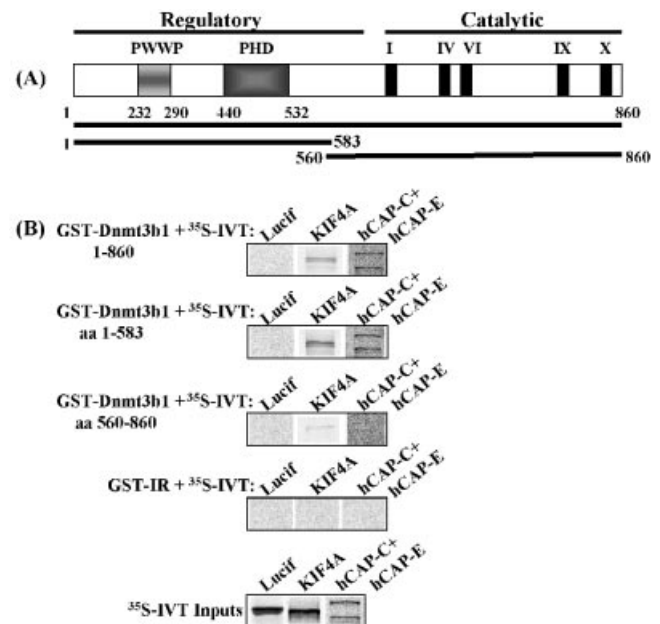 Regulatory Catalytic
PWWP PHD I IV VI IX X
(A)
1 232 290 440 532 860
1 583
560 860
(B)
Lucif KIF4A hCAP-C+ hCAP-E
GST-Dnmt3b1 + 35S-IVT:
1-860
Lucif KIF4A hCAP-C+ hCAP-E
GST-Dnmt3b1 + 35S-IVT:
aa 1-583
Lucif KIF4A hCAP-C+ hCAP-E
GST-Dnmt3b1 + 35S-IVT:
aa 560-860
Lucif KIF4A hCAP-C+ hCAP-E
GST-IR + 35S-IVT:
Lucif KIF4A hCAP-C+ hCAP-E
35S-IVT Inputs